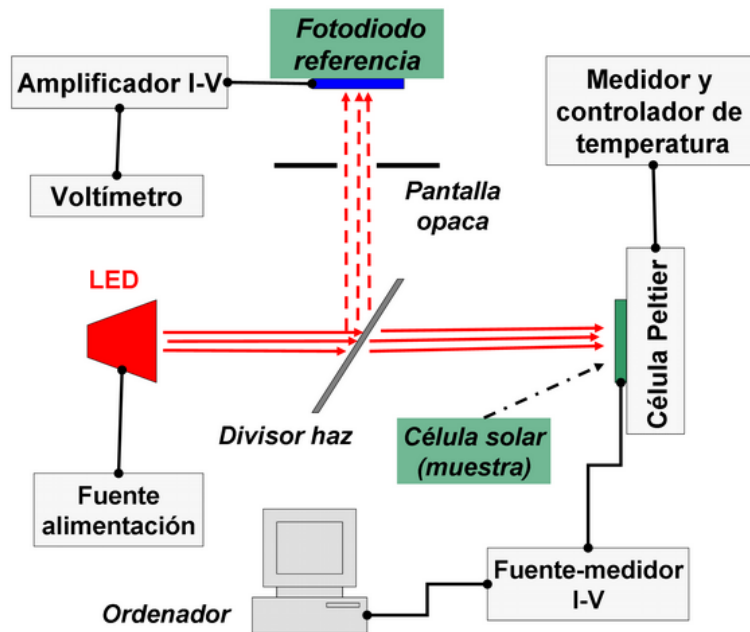 Fotodiodo
referencia
Amplificador I-V
Medidor y
controlador de
temperatura
Voltímetro
Pantalla
opaca
LED
Célula Peltier
Divisor haz
Célula solar
(muestra)
Fuente
alimentación
Fuente-medidor
I-V
Ordenador